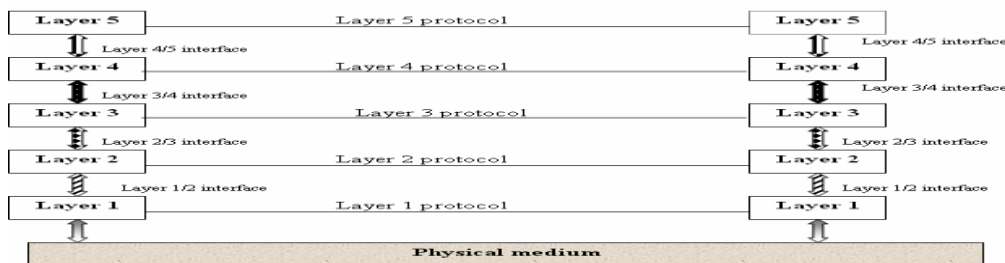 Layer 5 Layer 5 protocol Layer 5
Layer 4/5 interface Layer 4/5 interface
Layer 4 Layer 4 protocol Layer 4
Layer 3/4 interface Layer 3/4 interface
Layer 3 Layer 3 protocol Layer 3
Layer 2/3 interface Layer 2/3 interface
Layer 2 Layer 2 protocol Layer 2
Layer 1/2 interface Layer 1/2 interface
Layer 1 Layer 1 protocol Layer 1
Physical medium